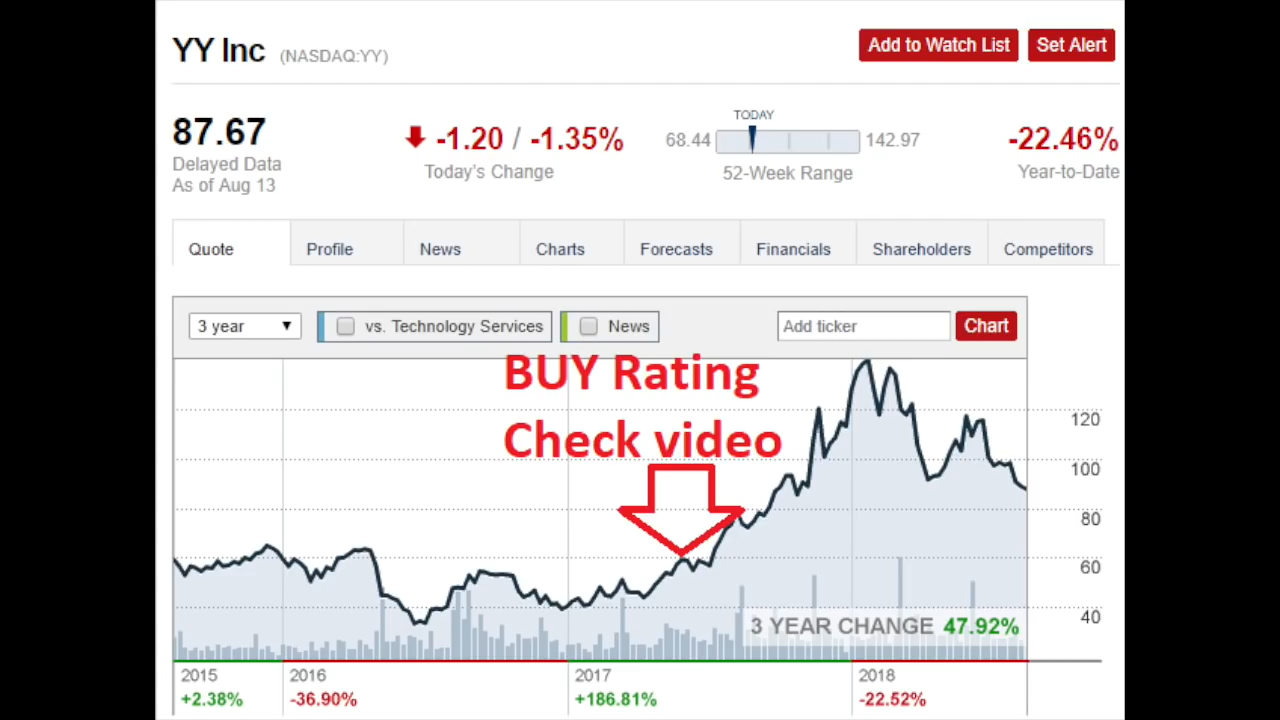 YY Inc (NASDAQ:YY)
Add to Watch List
Set Alert
87.67
Delayed Data
As of Aug 13
-1.20 / -1.35%
Today's Change
TODAY
68.44
142.97
52-Week Range
-22.46%
Year-to-Date
Quote
Profile
News
Charts
Forecasts
Financials
Shareholders
Competitors
3 year
vs. Technology Services
News
Add ticker
Chart
BUY Rating
Check video
120
100
80
60
40
3 YEAR CHANGE 47.92%
2015
2016
2017
2018
+2.38%
-36.90%
+186.81%
-22.52%